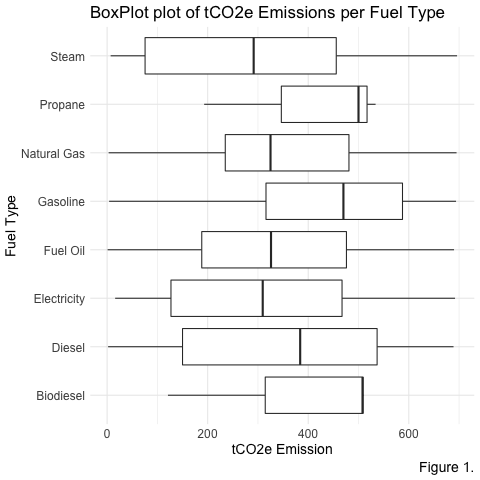 BoxPlot plot of tCO2e Emissions per Fuel Type
Steam
Propane
Natural Gas
Gasoline
Fuel Oil
Electricity
Diesel
Biodiesel
Fuel Type
0 200 400 600
tCO2e Emission
Figure 1.